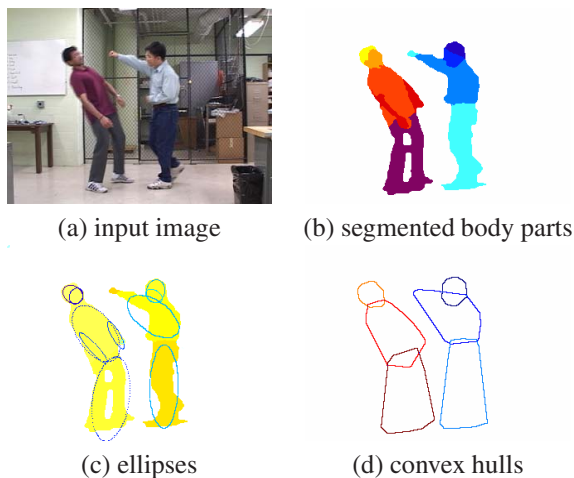 (a) input image
(b) segmented body parts
(c) ellipses
(d) convex hulls